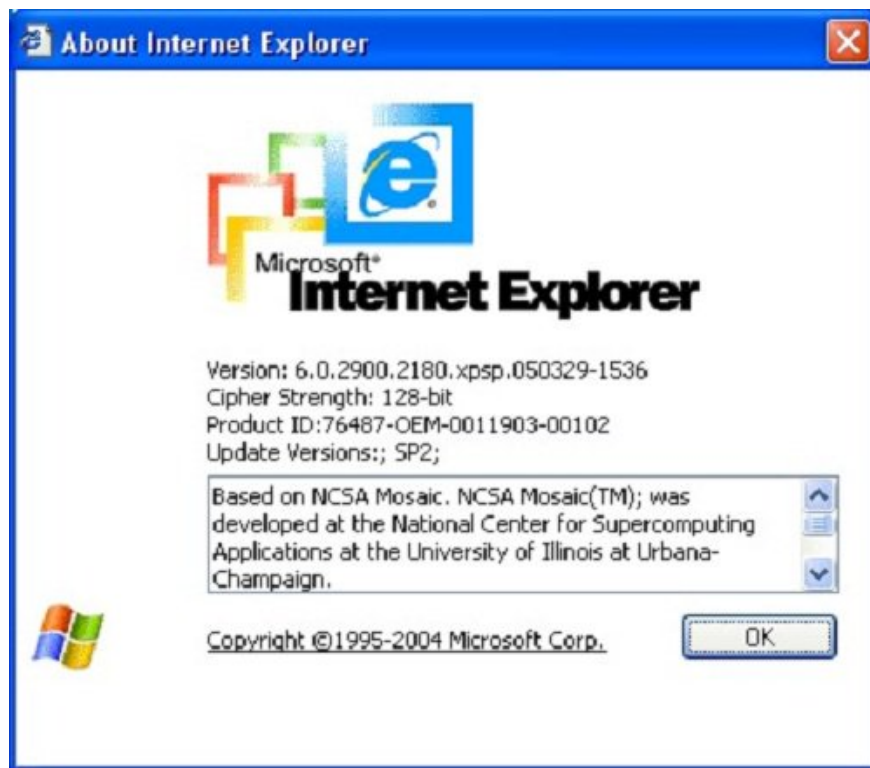 About Internet Explorer
Microsoft®
Internet Explorer
Version: 6.0.2900.2180.xpsp.050329-1536
Cipher Strength: 128-bit
Product ID:76487-OEM-0011903-00102
Update Versions:; SP2;
Based on NCSA Mosaic. NCSA Mosaic(TM); was
developed at the National Center for Supercomputing
Applications at the University of Illinois at Urbana-
Champaign.
Copyright ©1995-2004 Microsoft Corp.
OK